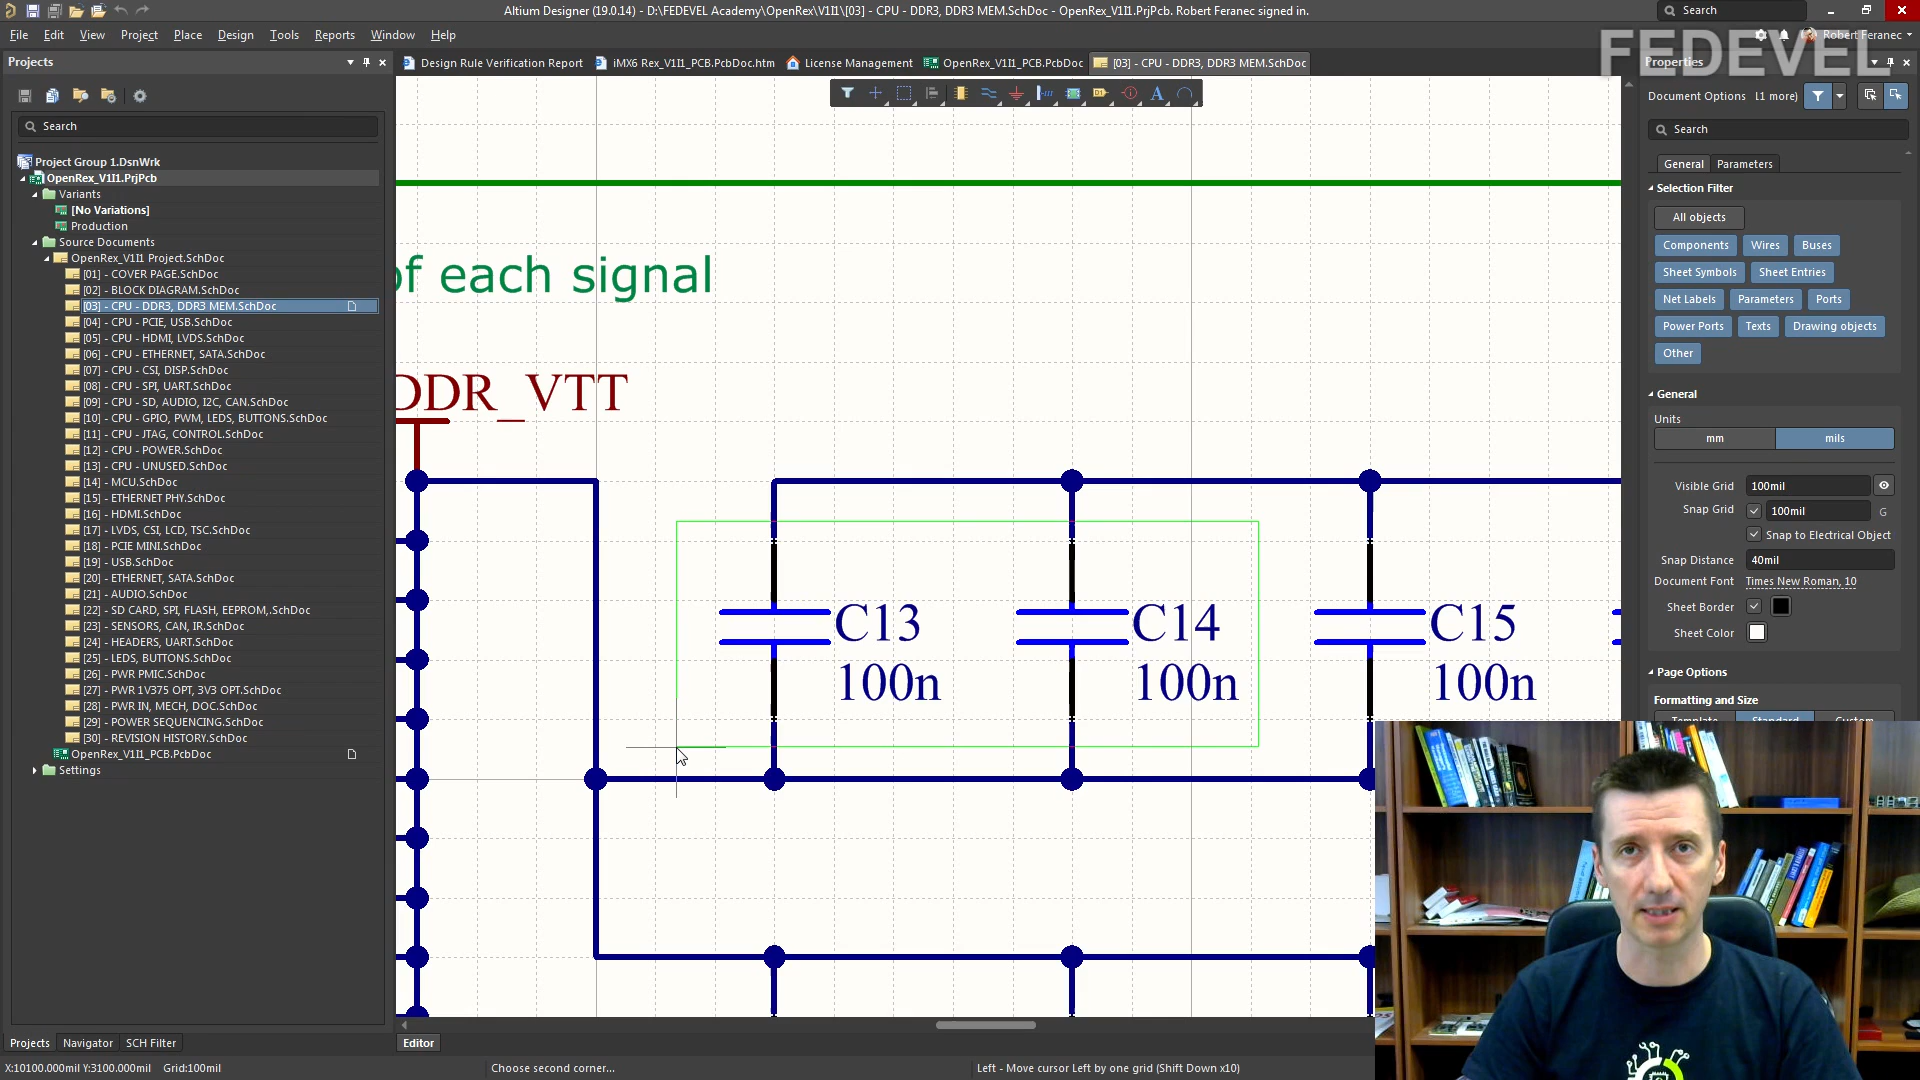 Altium Designer (19.0.14) - D:\FEDEVEL Academy\OpenRex\V1I1\[03] - CPU - DDR3, DDR3 MEM.SchDoc - OpenRex_V1I1.PrjPcb. Robert Feranec signed in.
Search
File Edit View Project Place Design Tools Reports Window Help
Robert Feranec
FEDEVEL
Projects
Design Rule Verification Report
iMX6 Rex_V1I1_PCB.PcbDoc.htm
License Management
OpenRex_V1I1_PCB.PcbDoc
[03] - CPU - DDR3, DDR3 MEM.SchDoc
Properties
Search
Project Group 1.DsnWrk
OpenRex_V1I1.PrjPcb
Variants
[No Variations]
Production
Source Documents
OpenRex_V1I1 Project.SchDoc
[01] - COVER PAGE.SchDoc
[02] - BLOCK DIAGRAM.SchDoc
[03] - CPU - DDR3, DDR3 MEM.SchDoc
[04] - CPU - PCIE, USB.SchDoc
[05] - CPU - HDMI, LVDS.SchDoc
[06] - CPU - ETHERNET, SATA.SchDoc
[07] - CPU - CSI, DISP.SchDoc
[08] - CPU - SPI, UART.SchDoc
[09] - CPU - SD, AUDIO, I2C, CAN.SchDoc
[10] - CPU - GPIO, PWM, LEDS, BUTTONS.SchDoc
[11] - CPU - JTAG, CONTROL.SchDoc
[12] - CPU - POWER.SchDoc
[13] - CPU - UNUSED.SchDoc
[14] - MCU.SchDoc
[15] - ETHERNET PHY.SchDoc
[16] - HDMI.SchDoc
[17] - LVDS, CSI, LCD, TSC.SchDoc
[18] - PCIE MINI.SchDoc
[19] - USB.SchDoc
[20] - ETHERNET, SATA.SchDoc
[21] - AUDIO.SchDoc
[22] - SD CARD, SPI, FLASH, EEPROM,.SchDoc
[23] - SENSORS, CAN, IR.SchDoc
[24] - HEADERS, UART.SchDoc
[25] - LEDS, BUTTONS.SchDoc
[26] - PWR PMIC.SchDoc
[27] - PWR 1V375 OPT, 3V3 OPT.SchDoc
[28] - PWR IN, MECH, DOC.SchDoc
[29] - POWER SEQUENCING.SchDoc
[30] - REVISION HISTORY.SchDoc
OpenRex_V1I1_PCB.PcbDoc
Settings
of each signal
DDR_VTT
C13
100n
C14
100n
C15
100n
Document Options
(1 more)
Search
General
Parameters
Selection Filter
All objects
Components Wires Buses
Sheet Symbols Sheet Entries
Net Labels Parameters Ports
Power Ports Texts Drawing objects
Other
General
Units
mm mils
Visible Grid 100mil
Snap Grid 100mil G
Snap to Electrical Object
Snap Distance 40mil
Document Font Times New Roman, 10
Sheet Border
Sheet Color
Page Options
Formatting and Size
Template Standard Custom
Projects Navigator SCH Filter
Editor
X:10100.000mil Y:3100.000mil Grid:100mil
Choose second corner...
Left - Move cursor Left by one grid (Shift Down x10)